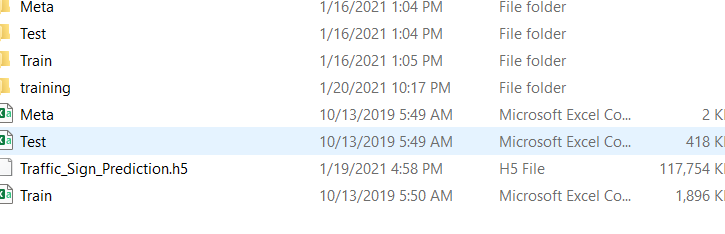 Meta 1/16/2021 1:04 PM File folder
Test 1/16/2021 1:04 PM File folder
Train 1/16/2021 1:05 PM File folder
training 1/20/2021 10:17 PM File folder
Meta 10/13/2019 5:49 AM Microsoft Excel Co... 2 K
Test 10/13/2019 5:49 AM Microsoft Excel Co... 418 K
Traffic_Sign_Prediction.h5 1/19/2021 4:58 PM H5 File 117,754 K
Train 10/13/2019 5:50 AM Microsoft Excel Co... 1,896 K